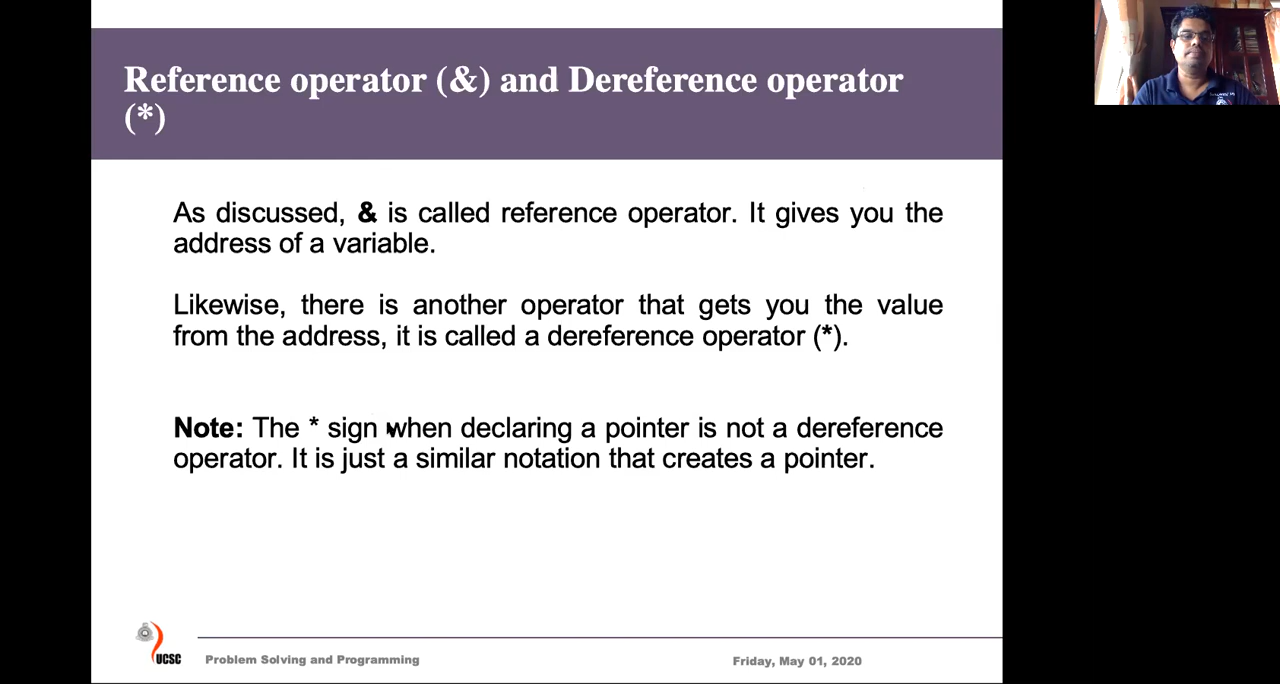 Reference operator (&) and Dereference operator
(*)
As discussed, & is called reference operator. It gives you the
address of a variable.
Likewise, there is another operator that gets you the value
from the address, it is called a dereference operator (*).
Note: The * sign when declaring a pointer is not a dereference
operator. It is just a similar notation that creates a pointer.
UCSC
Problem Solving and Programming
Friday, May 01, 2020